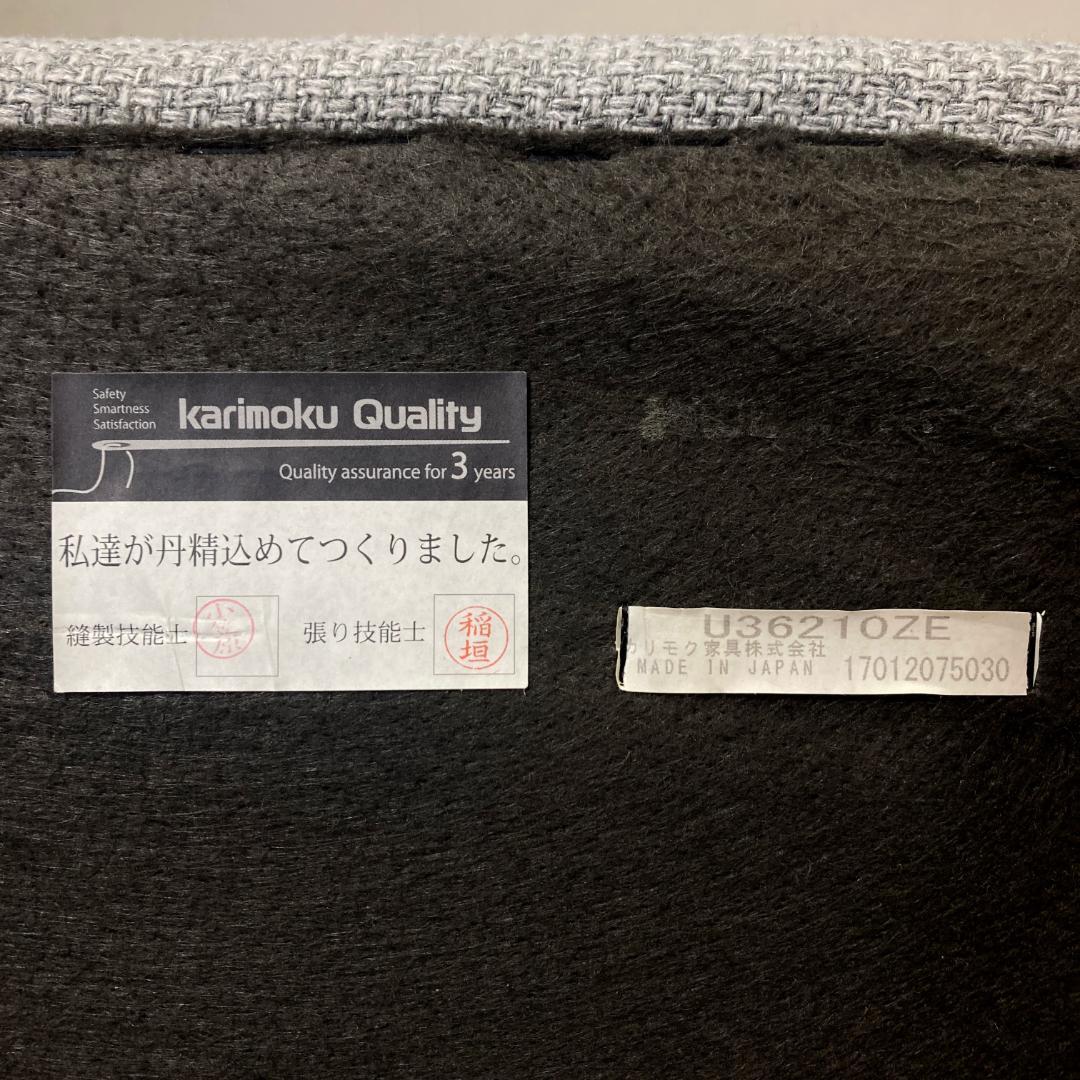 Safety
Smartness
Satisfaction
karimoku Quality
Quality assurance for 3 years
私達が丹精込めてつくりました。
縫製技能士
張り技能士 稲垣
U36210ZE
カリモク家具株式会社
MADE IN JAPAN 17012075030